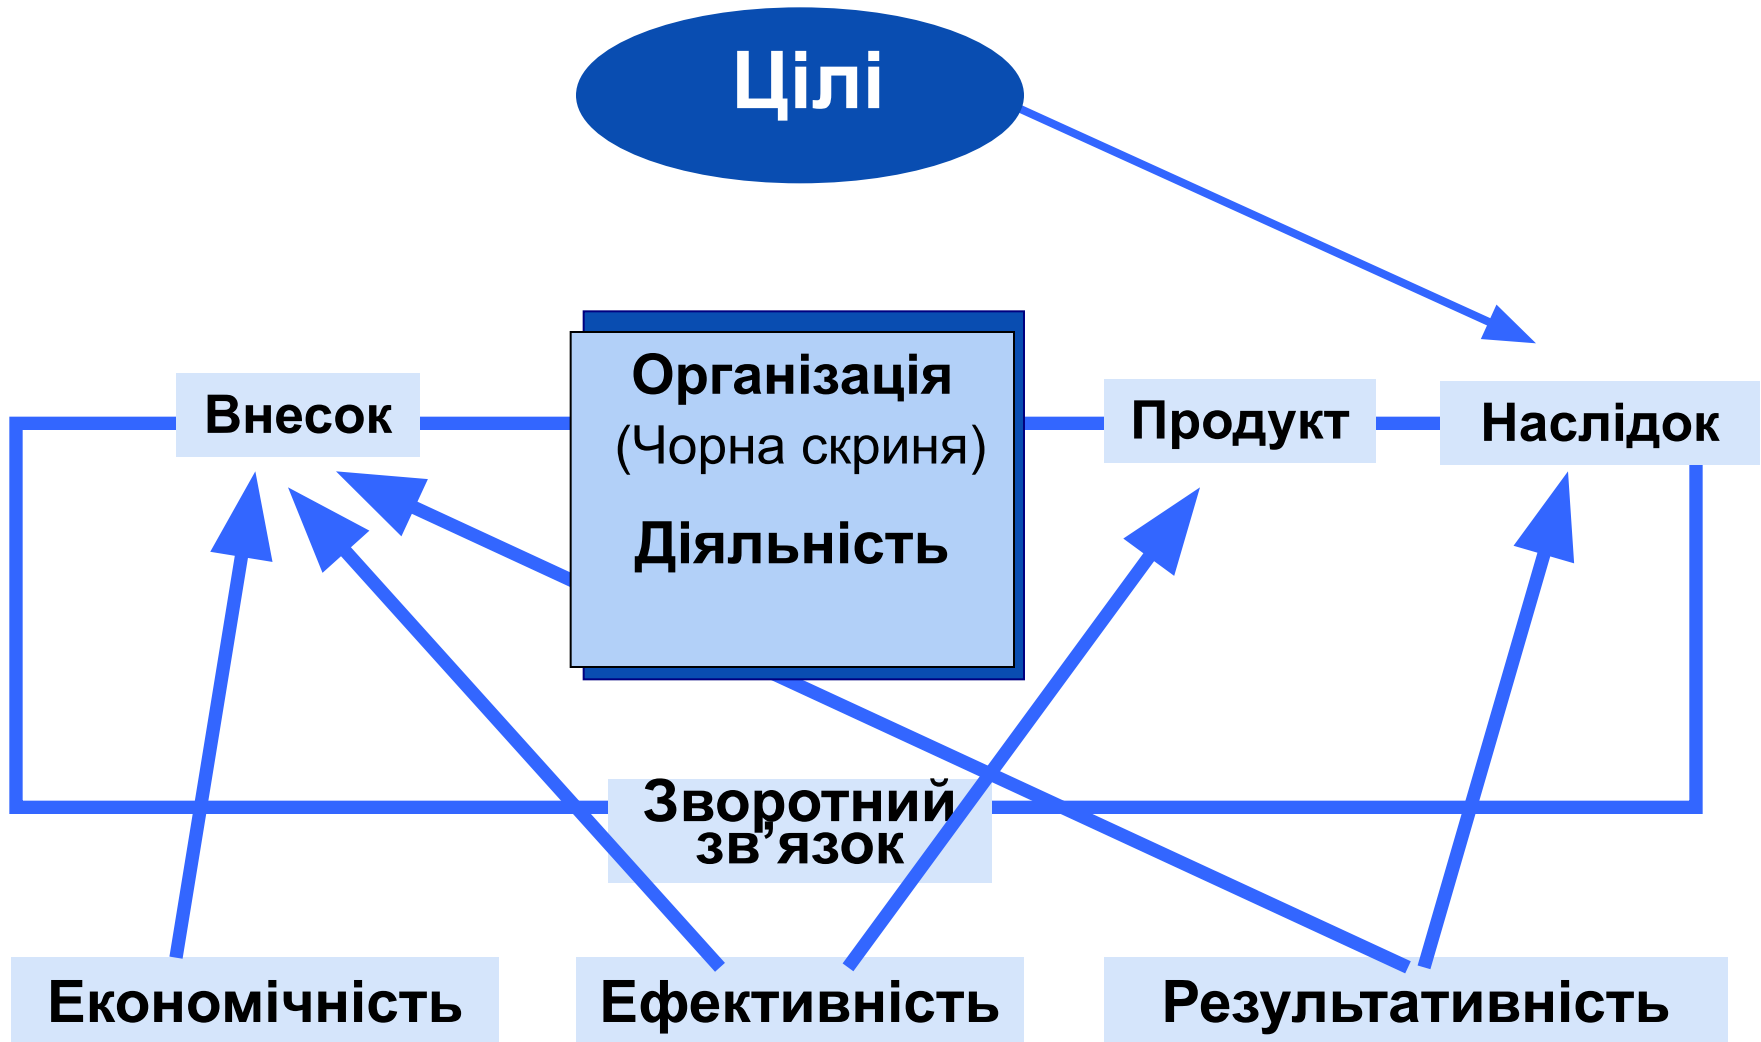 Цілі
Організація
(Чорна скриня)
Діяльність
Внесок
Продукт
Наслідок
Зворотний
зв’язок
Економічність
Ефективність
Результативність